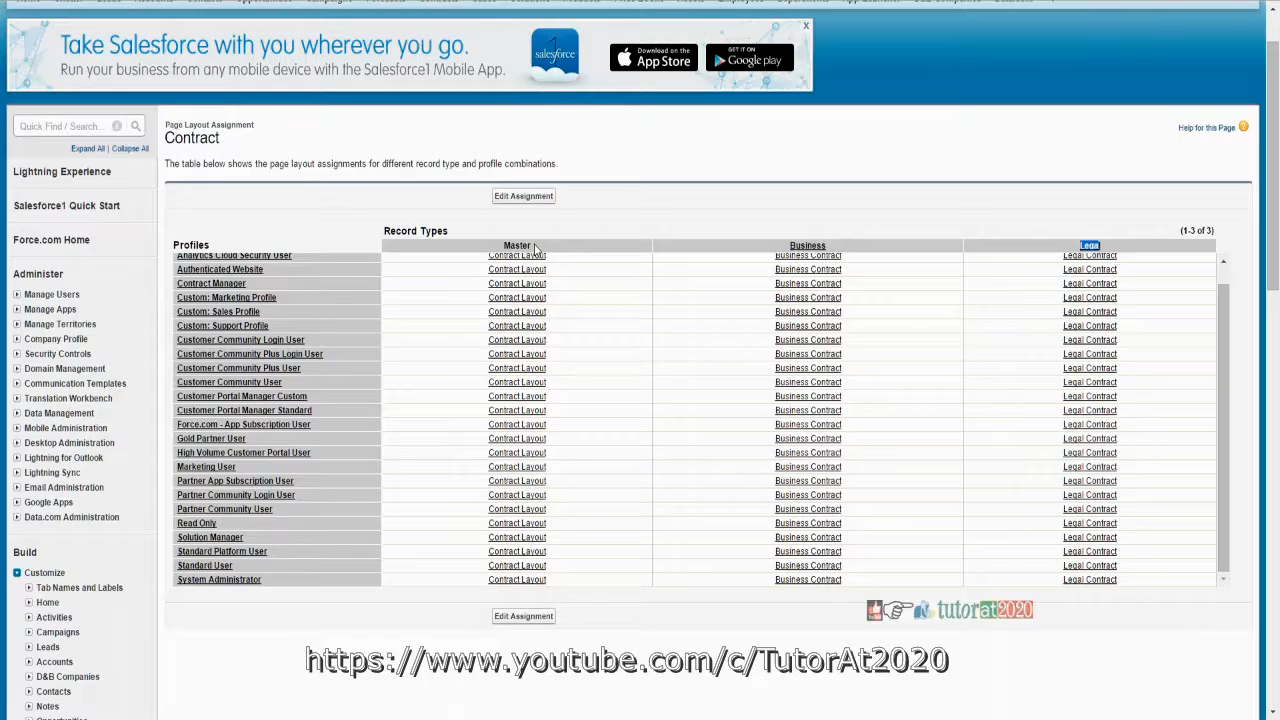 Take Salesforce with you wherever you go.
Run your business from any mobile device with the Salesforce1 Mobile App.
salesforce
Download on the
App Store
GET IT ON
Google play
X
Quick Find / Search...
Expand All | Collapse All
Lightning Experience
Salesforce1 Quick Start
Force.com Home
Administer
Manage Users
Manage Apps
Manage Territories
Company Profile
Security Controls
Domain Management
Communication Templates
Translation Workbench
Data Management
Mobile Administration
Desktop Administration
Lightning for Outlook
Lightning Sync
Email Administration
Google Apps
Data.com Administration
Build
Customize
Tab Names and Labels
Home
Activities
Campaigns
Leads
Accounts
D&B Companies
Contacts
Notes
Page Layout Assignment
Contract
Help for this Page
The table below shows the page layout assignments for different record type and profile combinations.
Edit Assignment
Record Types
(1-3 of 3)
Profiles Master Business Legal
Analytics Cloud Security User Contract Layout Business Contract Legal Contract
Authenticated Website Contract Layout Business Contract Legal Contract
Contract Manager Contract Layout Business Contract Legal Contract
Custom: Marketing Profile Contract Layout Business Contract Legal Contract
Custom: Sales Profile Contract Layout Business Contract Legal Contract
Custom: Support Profile Contract Layout Business Contract Legal Contract
Customer Community Login User Contract Layout Business Contract Legal Contract
Customer Community Plus Login User Contract Layout Business Contract Legal Contract
Customer Community Plus User Contract Layout Business Contract Legal Contract
Customer Community User Contract Layout Business Contract Legal Contract
Customer Portal Manager Custom Contract Layout Business Contract Legal Contract
Customer Portal Manager Standard Contract Layout Business Contract Legal Contract
Force.com - App Subscription User Contract Layout Business Contract Legal Contract
Gold Partner User Contract Layout Business Contract Legal Contract
High Volume Customer Portal User Contract Layout Business Contract Legal Contract
Marketing User Contract Layout Business Contract Legal Contract
Partner App Subscription User Contract Layout Business Contract Legal Contract
Partner Community Login User Contract Layout Business Contract Legal Contract
Partner Community User Contract Layout Business Contract Legal Contract
Read Only Contract Layout Business Contract Legal Contract
Solution Manager Contract Layout Business Contract Legal Contract
Standard Platform User Contract Layout Business Contract Legal Contract
Standard User Contract Layout Business Contract Legal Contract
System Administrator Contract Layout Business Contract Legal Contract
Edit Assignment
tutorat2020
https://www.youtube.com/c/TutorAt2020